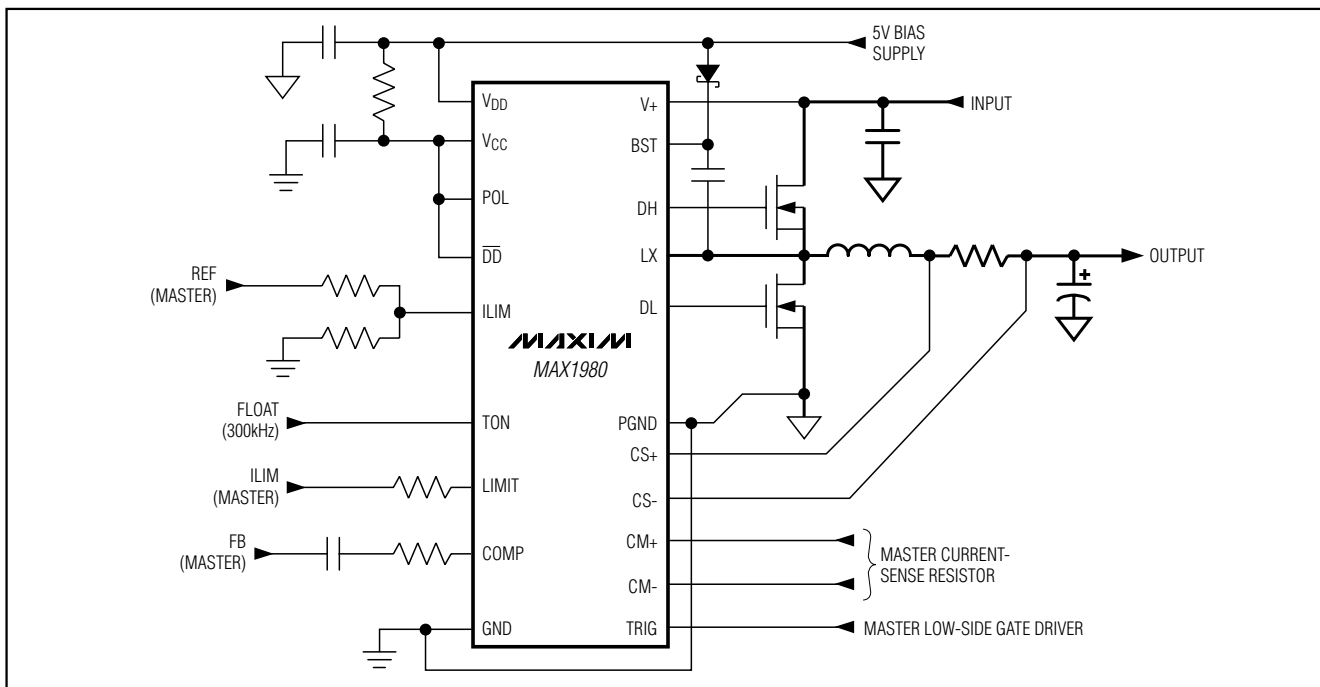 5V BIAS
SUPPLY
VDD
VCC
POL
DD
ILIM
TON
LIMIT
COMP
GND
MAXIM
MAX1980
V+
BST
DH
LX
DL
PGND
CS+
CS-
CM+
CM-
TRIG
REF
(MASTER)
FLOAT
(300kHz)
ILIM
(MASTER)
FB
(MASTER)
INPUT
+
OUTPUT
MASTER CURRENT-
SENSE RESISTOR
MASTER LOW-SIDE GATE DRIVER